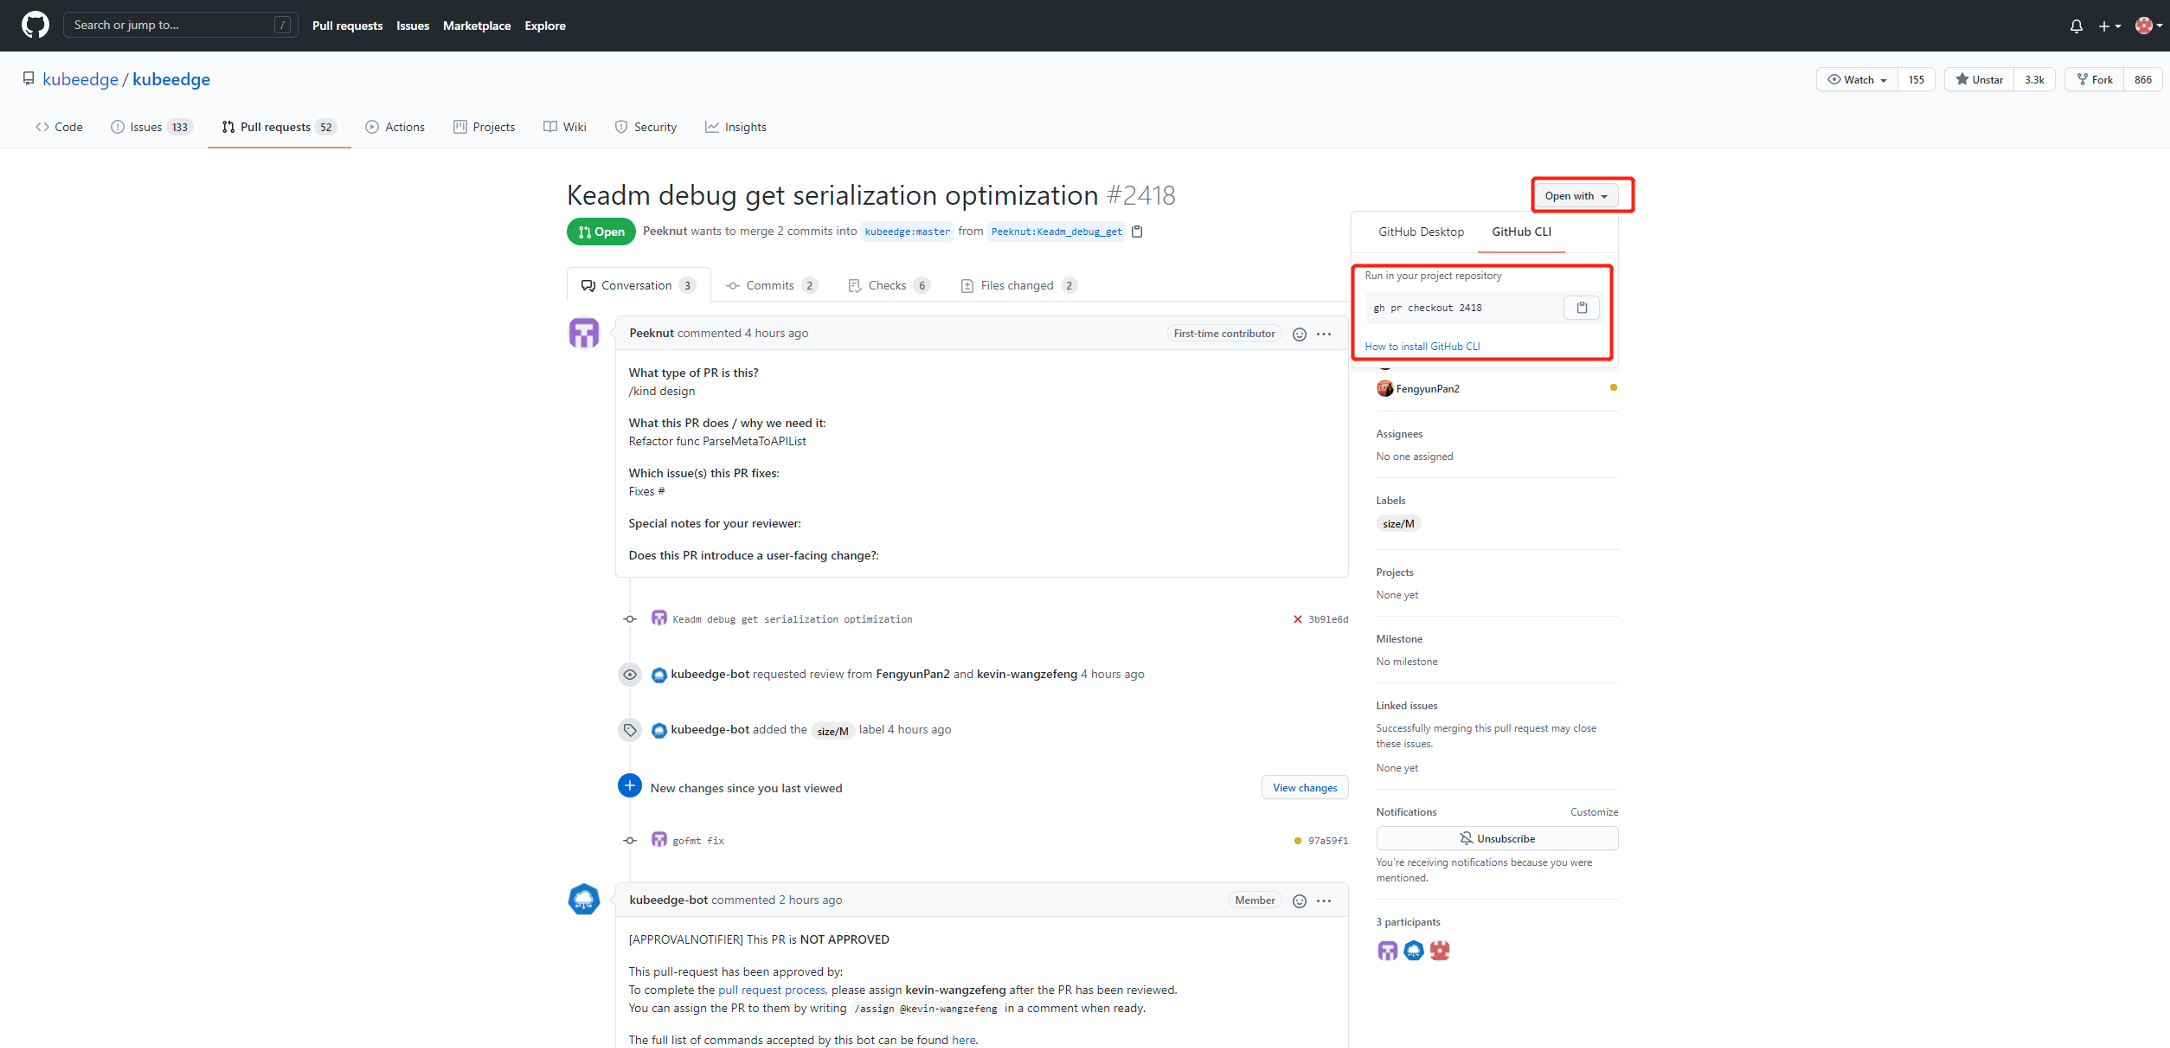 Search or jump to... /
Pull requests Issues Marketplace Explore
kubeedge / kubeedge
Watch 155 Unstar 3.3k Fork 866
Code Issues 133 Pull requests 52 Actions Projects Wiki Security Insights
Keadm debug get serialization optimization #2418
Open with
Open Peeknut wants to merge 2 commits into kubeedge:master from Peeknut:Keadm_debug_get
GitHub Desktop GitHub CLI
Run in your project repository
gh pr checkout 2418
How to install GitHub CLI
Conversation 3 Commits 2 Checks 6 Files changed 2
Peeknut commented 4 hours ago First-time contributor
What type of PR is this?
/kind design
What this PR does / why we need it:
Refactor func ParseMetaToAPIList
Which issue(s) this PR fixes:
Fixes #
Special notes for your reviewer:
Does this PR introduce a user-facing change?:
Keadm debug get serialization optimization 3b91e6d
kubeedge-bot requested review from FengyunPan2 and kevin-wangzefeng 4 hours ago
kubeedge-bot added the size/M label 4 hours ago
New changes since you last viewed View changes
gofmt fix 97a59f1
kubeedge-bot commented 2 hours ago Member
[APPROVALNOTIFIER] This PR is NOT APPROVED
This pull-request has been approved by:
To complete the pull request process, please assign kevin-wangzefeng after the PR has been reviewed.
You can assign the PR to them by writing /assign @kevin-wangzefeng in a comment when ready.
The full list of commands accepted by this bot can be found here.
FengyunPan2
Assignees
No one assigned
Labels
size/M
Projects
None yet
Milestone
No milestone
Linked issues
Successfully merging this pull request may close
these issues.
None yet
Notifications Customize
Unsubscribe
You're receiving notifications because you were
mentioned.
3 participants